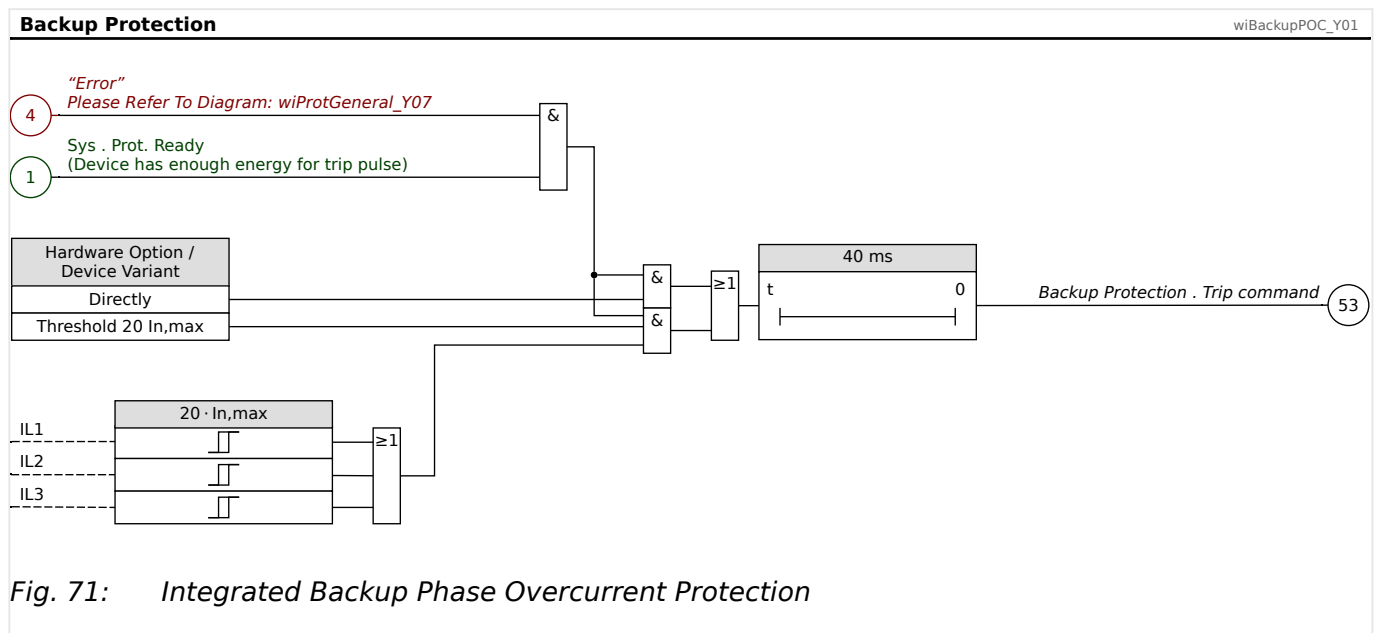 Backup Protection
wiBackupPOC_Y01
“Error”
Please Refer To Diagram: wiProtGeneral_Y07
4
&
Sys . Prot. Ready
(Device has enough energy for trip pulse)
1
Hardware Option /
Device Variant
Directly
Threshold 20 In,max
&
&
≥1
40 ms
t 0
Backup Protection . Trip command
53
20 · In,max
IL1
IL2
IL3
≥1
Fig. 71: Integrated Backup Phase Overcurrent Protection